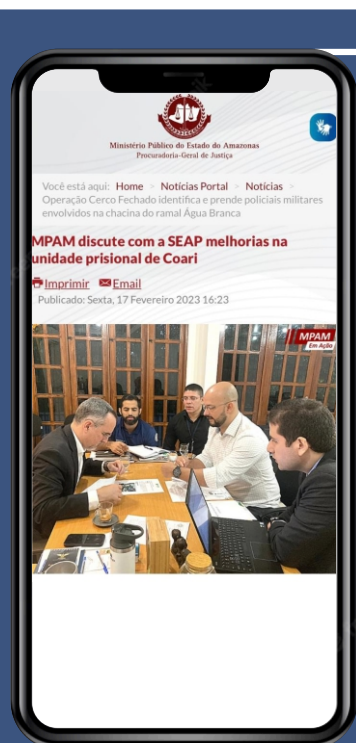 Ministério Público do Estado do Amazonas
Procuradoria-Geral de Justiça
Você está aqui: Home > Notícias Portal > Notícias >
Operação Cerco Fechado identifica e prende policiais militares
envolvidos na chacina do ramal Água Branca
MPAM discute com a SEAP melhorias na
unidade prisional de Coari
Imprimir Email
Publicado: Sexta, 17 Fevereiro 2023 16:23
MPAM
Em Ação